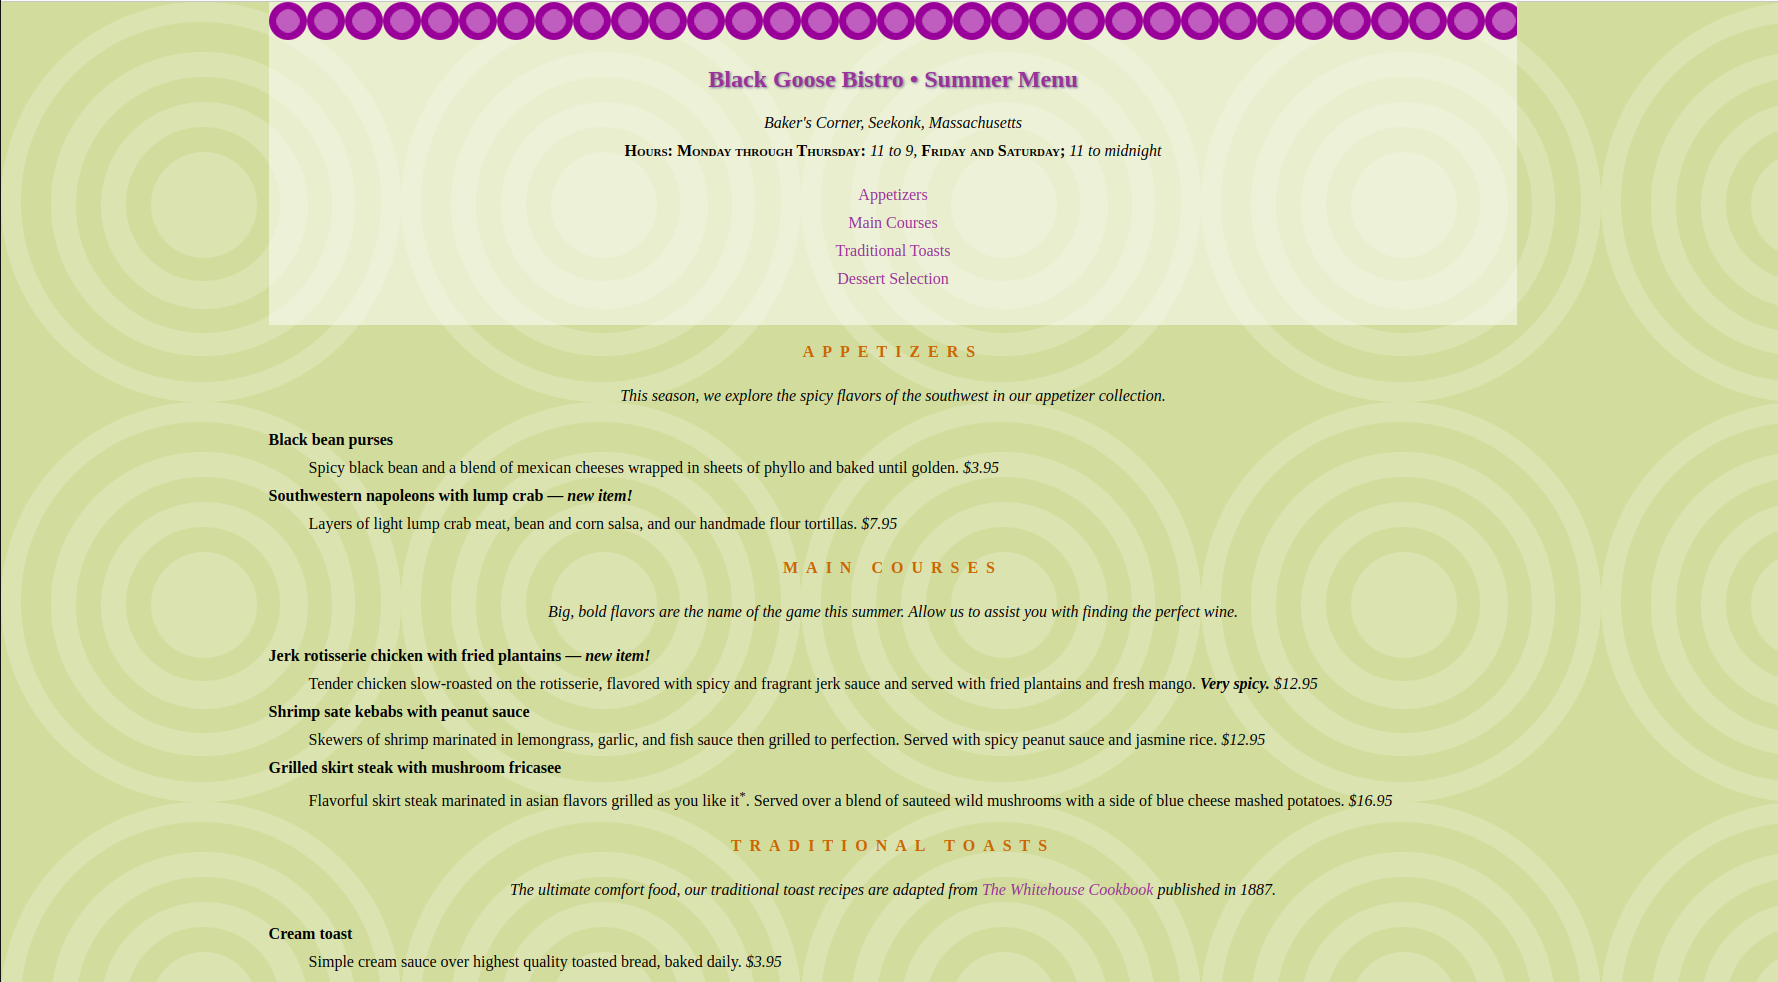 Black Goose Bistro • Summer Menu
Baker's Corner, Seekonk, Massachusetts
Hours: Monday through Thursday: 11 to 9, Friday and Saturday; 11 to midnight
Appetizers
Main Courses
Traditional Toasts
Dessert Selection
APPETIZERS
This season, we explore the spicy flavors of the southwest in our appetizer collection.
Black bean purses
Spicy black bean and a blend of mexican cheeses wrapped in sheets of phyllo and baked until golden. $3.95
Southwestern napoleons with lump crab — new item!
Layers of light lump crab meat, bean and corn salsa, and our handmade flour tortillas. $7.95
MAIN COURSES
Big, bold flavors are the name of the game this summer. Allow us to assist you with finding the perfect wine.
Jerk rotisserie chicken with fried plantains — new item!
Tender chicken slow-roasted on the rotisserie, flavored with spicy and fragrant jerk sauce and served with fried plantains and fresh mango. Very spicy. $12.95
Shrimp sate kebabs with peanut sauce
Skewers of shrimp marinated in lemongrass, garlic, and fish sauce then grilled to perfection. Served with spicy peanut sauce and jasmine rice. $12.95
Grilled skirt steak with mushroom fricasee
Flavorful skirt steak marinated in asian flavors grilled as you like it*. Served over a blend of sauteed wild mushrooms with a side of blue cheese mashed potatoes. $16.95
TRADITIONAL TOASTS
The ultimate comfort food, our traditional toast recipes are adapted from The Whitehouse Cookbook published in 1887.
Cream toast
Simple cream sauce over highest quality toasted bread, baked daily. $3.95